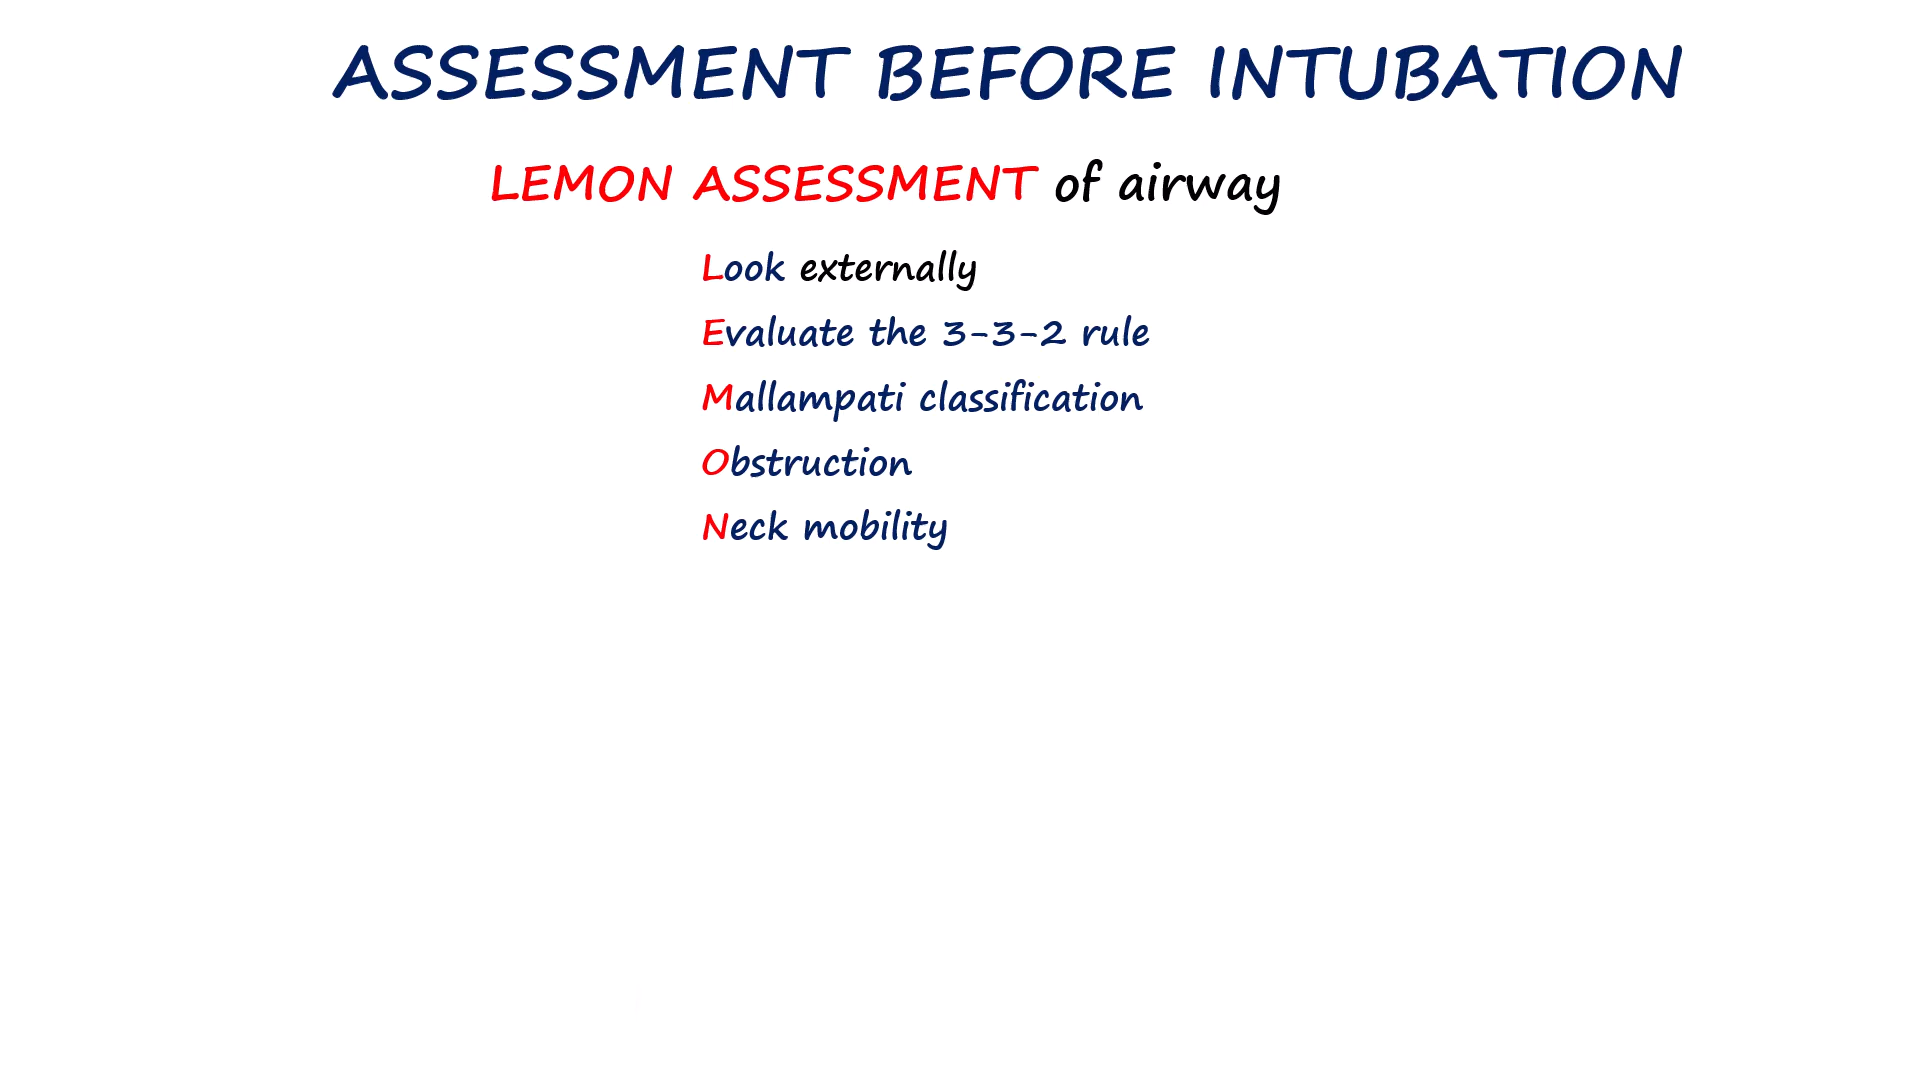 ASSESSMENT BEFORE INTUBATION
LEMON ASSESSMENT of airway
Look externally
Evaluate the 3-3-2 rule
Mallampati classification
Obstruction
Neck mobility